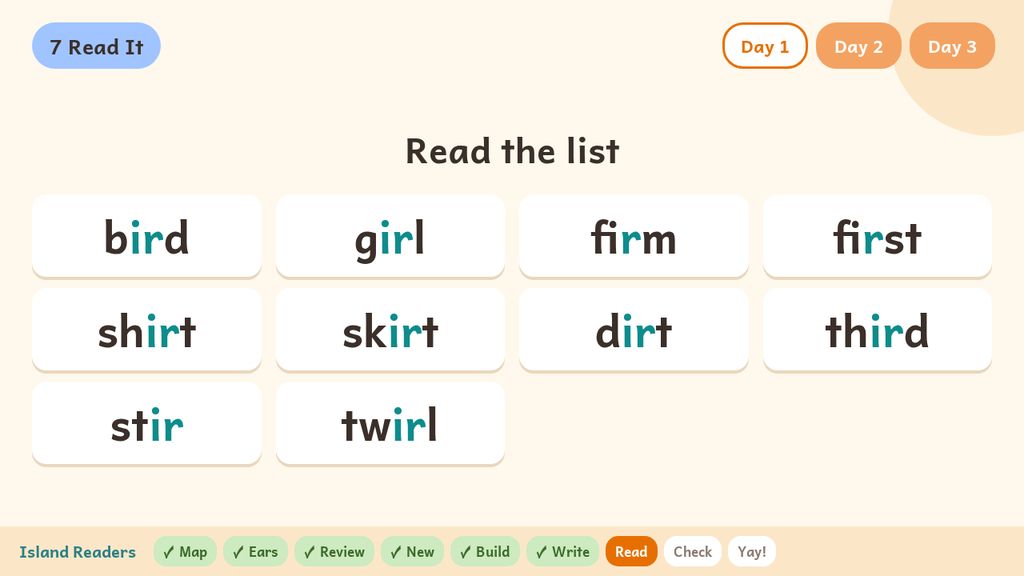 7 Read It
Day 1 Day 2 Day 3
Read the list
bird girl firm first
shirt skirt dirt third
stir twirl
Island Readers ✓ Map ✓ Ears ✓ Review ✓ New ✓ Build ✓ Write Read Check Yay!